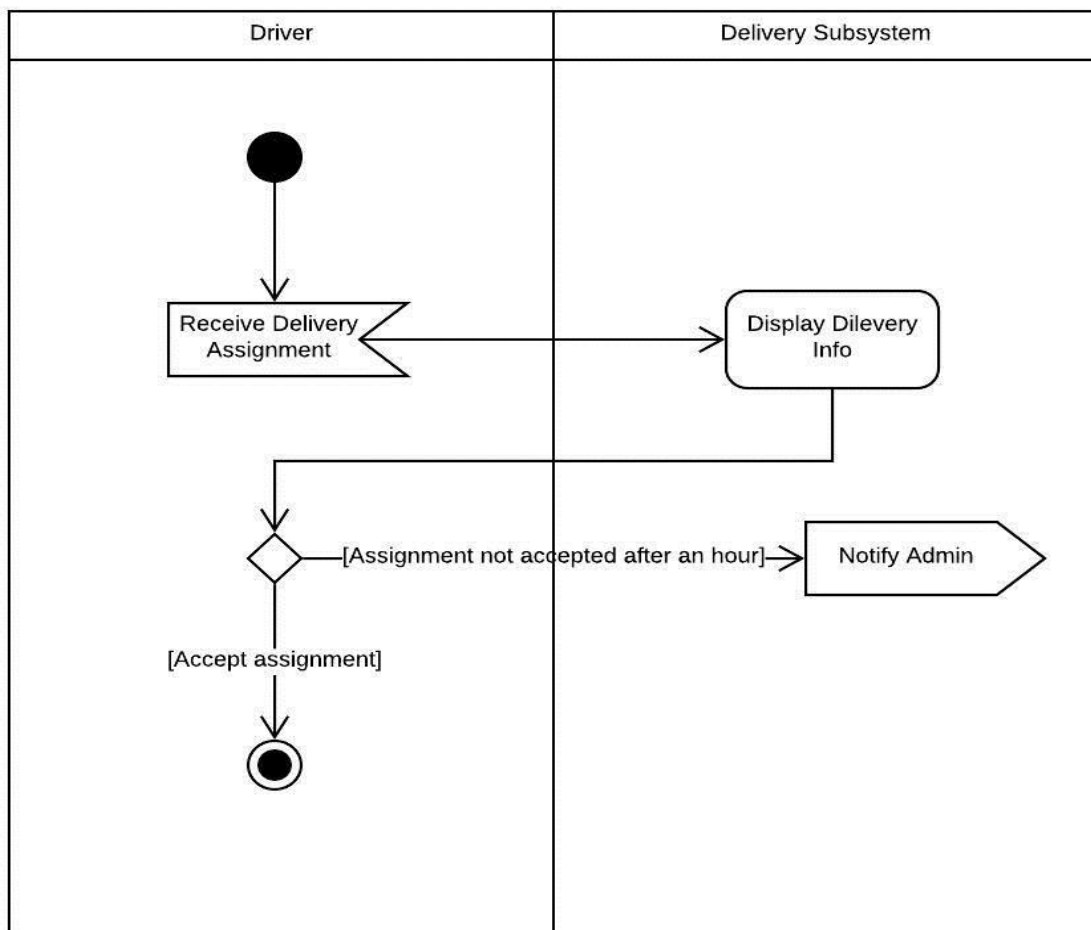 Driver
Delivery Subsystem
Receive Delivery
Assignment
Display Dilevery
Info
[Assignment not accepted after an hour]
Notify Admin
[Accept assignment]